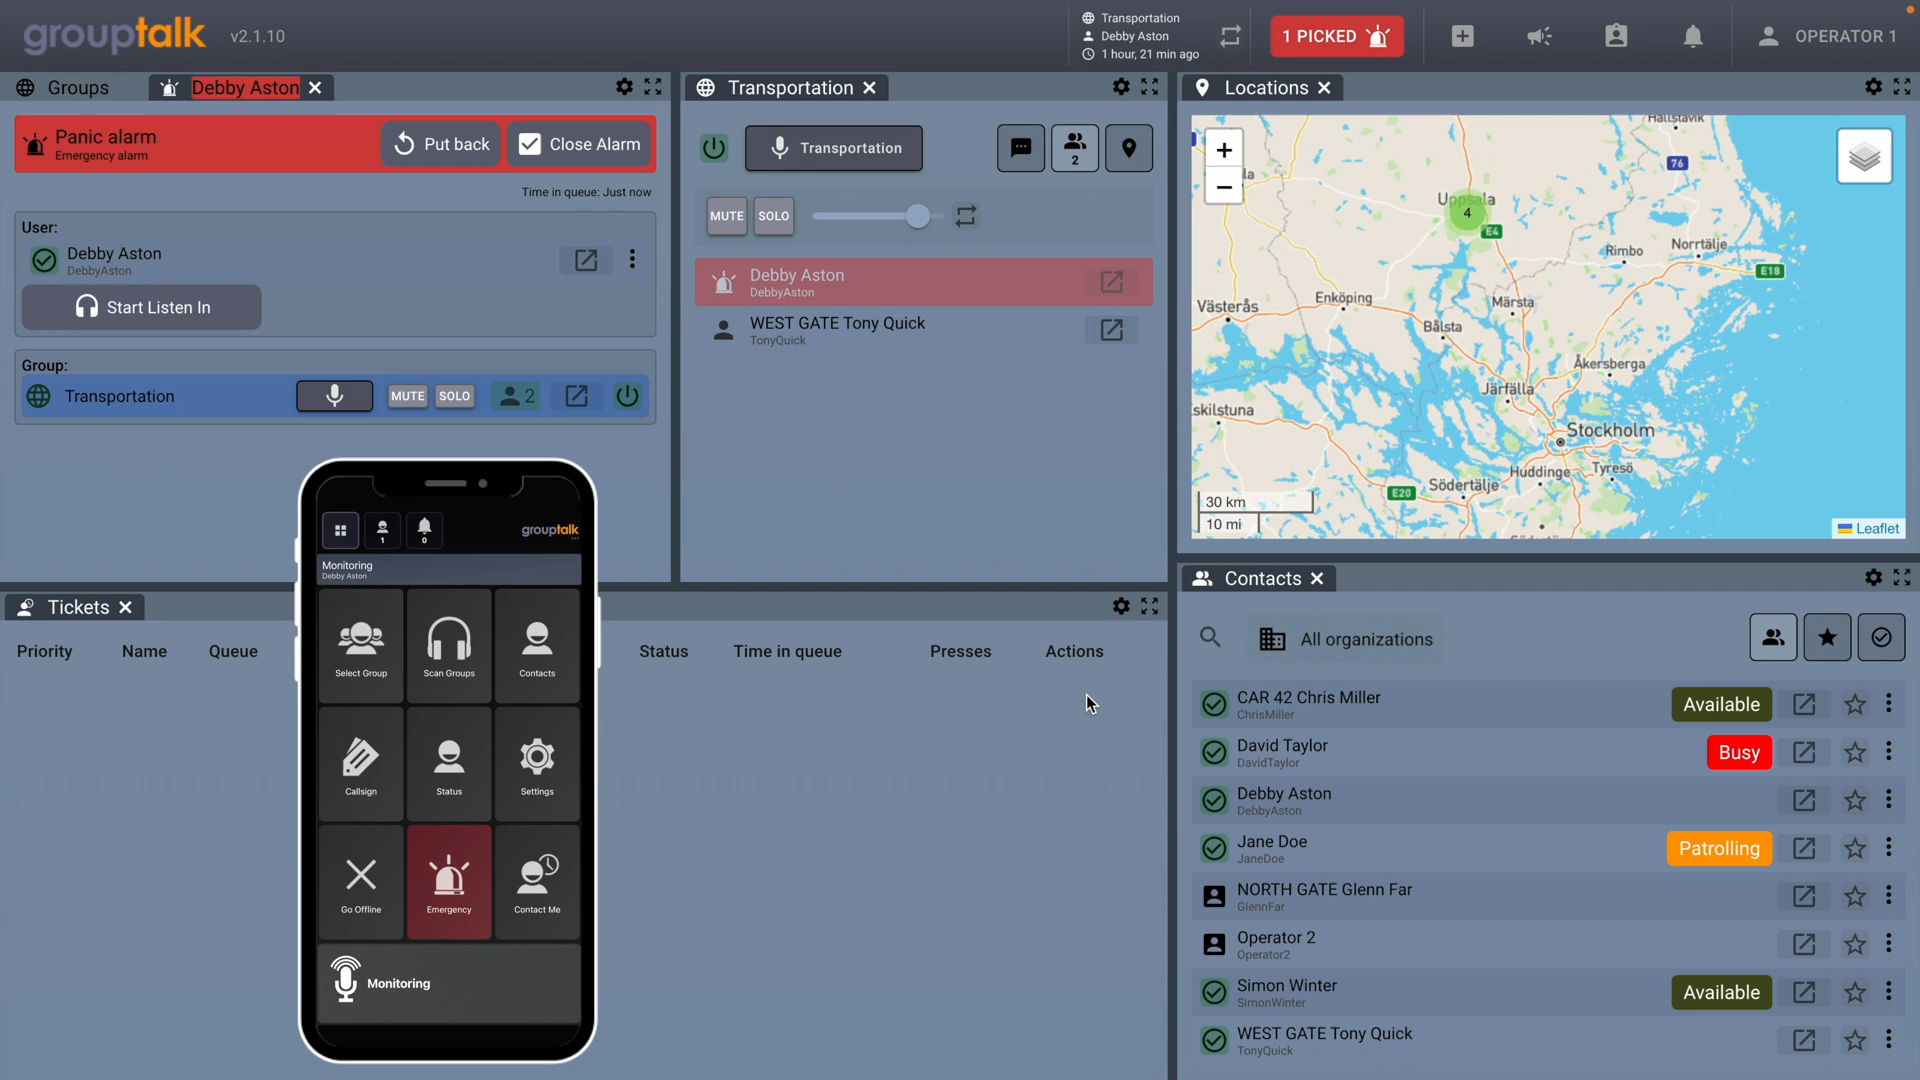 grouptalk v2.1.10
Transportation
Debby Aston
1 hour, 21 min ago
1 PICKED
OPERATOR 1
Groups
Debby Aston
Panic alarm
Emergency alarm
Put back
Close Alarm
Time in queue: Just now
User:
Debby Aston
DebbyAston
Start Listen In
Group:
Transportation
MUTE
SOLO
2
Transportation
Transportation
2
MUTE
SOLO
Debby Aston
DebbyAston
WEST GATE Tony Quick
TonyQuick
Locations
+
−
Hallstavik
76
la
Uppsala
4
E4
Rimbo
Norrtälje
E18
Västerås
Enköping
Märsta
Bålsta
Åkersberga
Järfälla
skilstuna
Stockholm
Huddinge
Tyresö
Södertälje
E20
30 km
10 mi
Leaflet
Tickets
Priority
Name
Queue
Status
Time in queue
Presses
Actions
1
0
grouptalk
Monitoring
Debby Aston
Select Group
Scan Groups
Contacts
Callsign
Status
Settings
Go Offline
Emergency
Contact Me
Monitoring
Contacts
All organizations
CAR 42 Chris Miller
ChrisMiller
Available
David Taylor
DavidTaylor
Busy
Debby Aston
DebbyAston
Jane Doe
JaneDoe
Patrolling
NORTH GATE Glenn Far
GlennFar
Operator 2
Operator2
Simon Winter
SimonWinter
Available
WEST GATE Tony Quick
TonyQuick